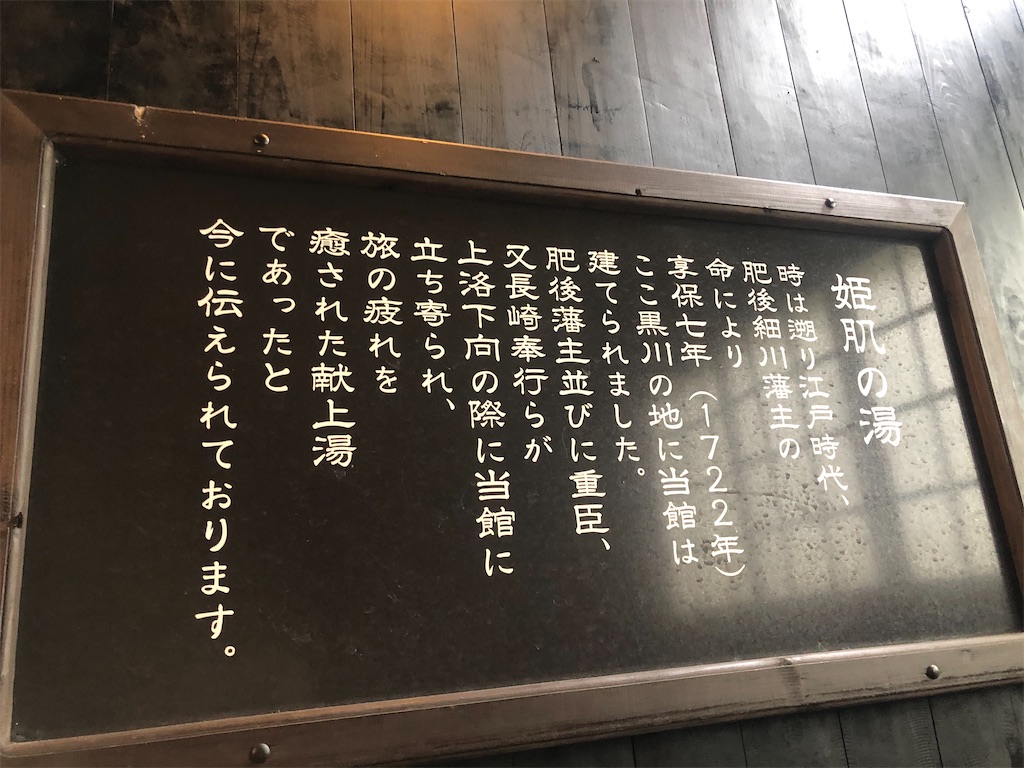 姫肌の湯
時は遡り江戸時代、
肥後細川藩主の
命により
享保七年（1722年）
ここ黒川の地に当館は
建てられました。
肥後藩主並びに重臣、
又長崎奉行らが
上洛下向の際に当館に
立ち寄られ、
旅の疲れを
癒された献上湯
であったと
今に伝えられております。